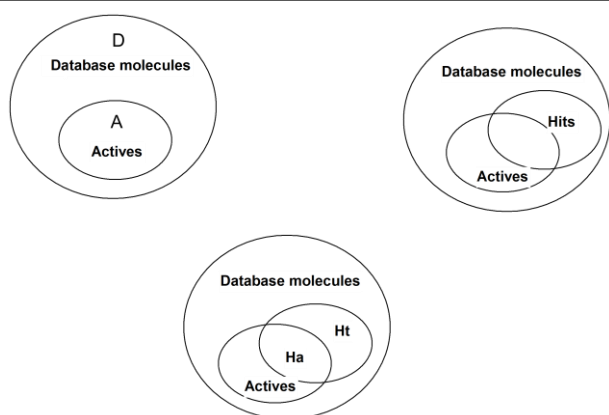 D
Database molecules
A
Actives
Database molecules
Hits
Actives
Database molecules
Ht
Ha
Actives